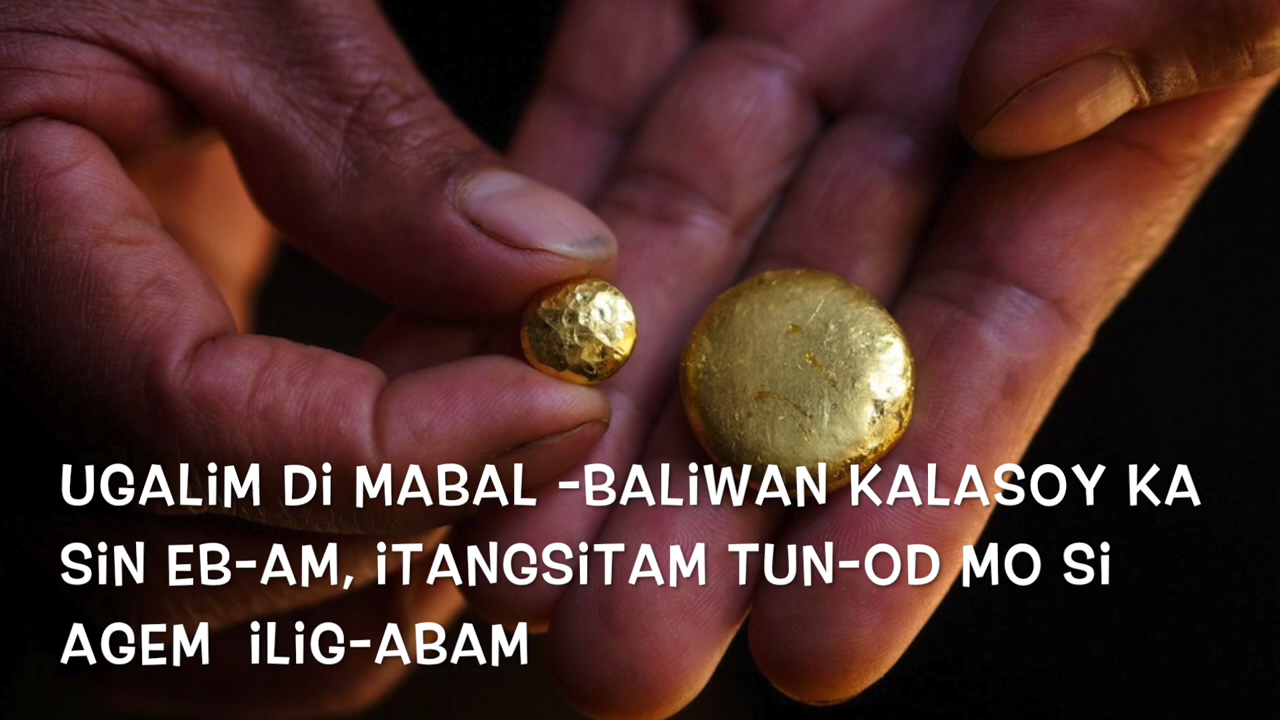 UGALiM Di MABAL -BALiWAN KALASOY KA
SiN EB-AM, iTANGSiTAM TUN-OD MO Si
AGEM iLiG-ABAM